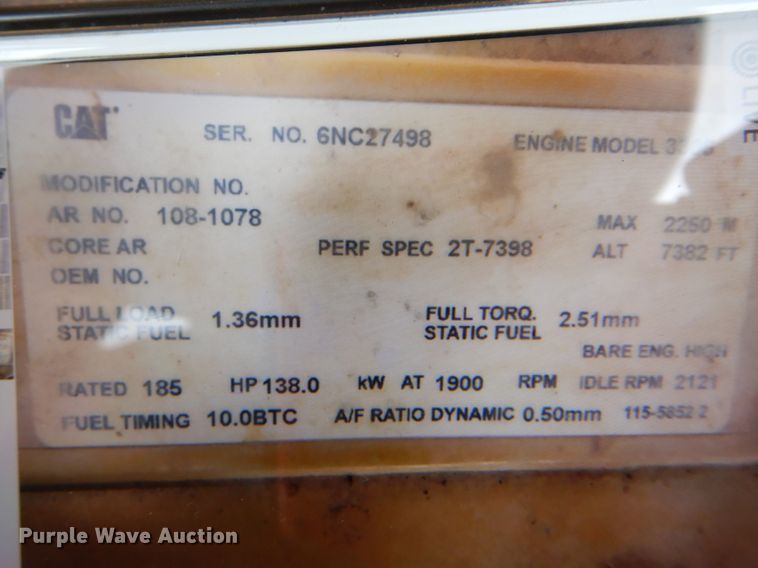 LIVE
CAT SER. NO. 6NC27498 ENGINE MODEL
MODIFICATION NO.
AR NO. 108-1078 MAX 2250 M
CORE AR PERF SPEC 2T-7398 ALT 7382 FT
OEM NO.
FULL LOAD 1.36mm FULL TORQ. 2.51mm
STATIC FUEL STATIC FUEL
BARE ENG. HIGH
RATED 185 HP 138.0 kW AT 1900 RPM IDLE RPM 2121
FUEL TIMING 10.0BTC A/F RATIO DYNAMIC 0.50mm 115-5852 2
Purple Wave Auction